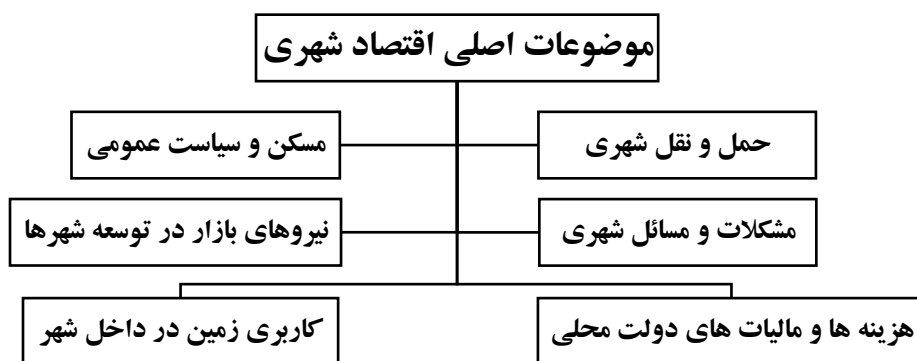 موضوعات اصلی اقتصاد شهری
حمل و نقل شهری
مسکن و سیاست عمومی
مشکلات و مسائل شهری
نیروهای بازار در توسعه شهرها
هزینه ها و مالیات های دولت محلی
کاربری زمین در داخل شهر